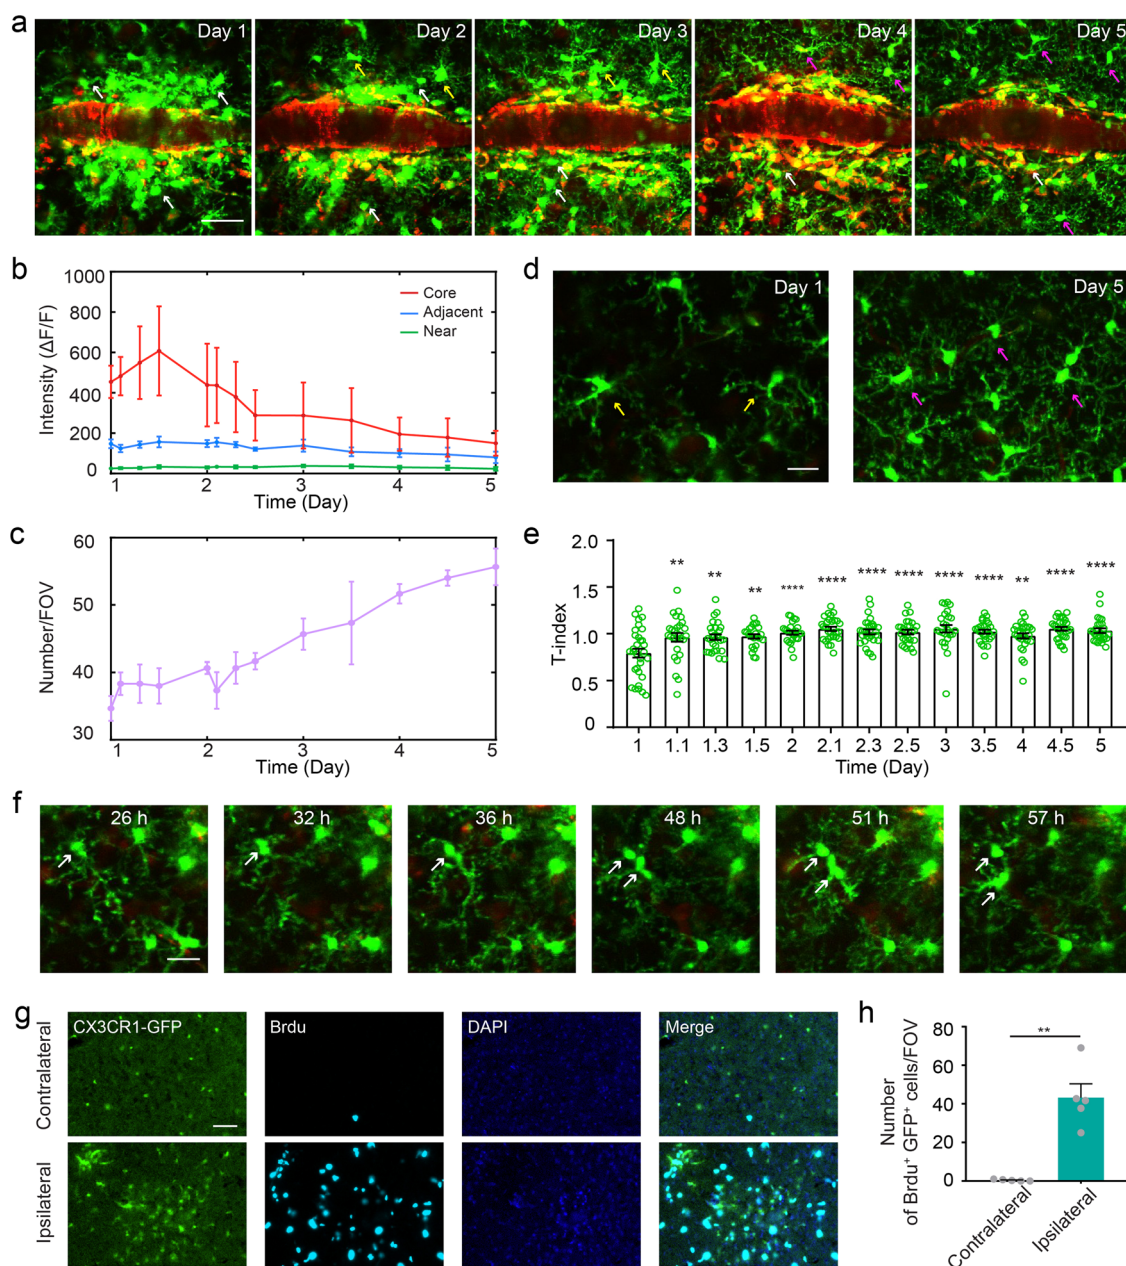 a
Day 1
Day 2
Day 3
Day 4
Day 5
b
Intensity (ΔF/F)
1000
800
600
400
200
0
Core
Adjacent
Near
1
2
3
4
5
Time (Day)
c
Number/FOV
60
50
40
30
1
2
3
4
5
Time (Day)
d
Day 1
Day 5
e
T-index
2.0
1.5
1.0
0.5
0
**
**
**
****
****
****
****
****
****
**
****
****
1
1.1
1.3
1.5
2
2.1
2.3
2.5
3
3.5
4
4.5
5
Time (Day)
f
26 h
32 h
36 h
48 h
51 h
57 h
g
CX3CR1-GFP
Brdu
DAPI
Merge
Contralateral
Ipsilateral
h
Number
of Brdu⁺ GFP⁺ cells/FOV
80
60
40
20
0
**
Contralateral
Ipsilateral